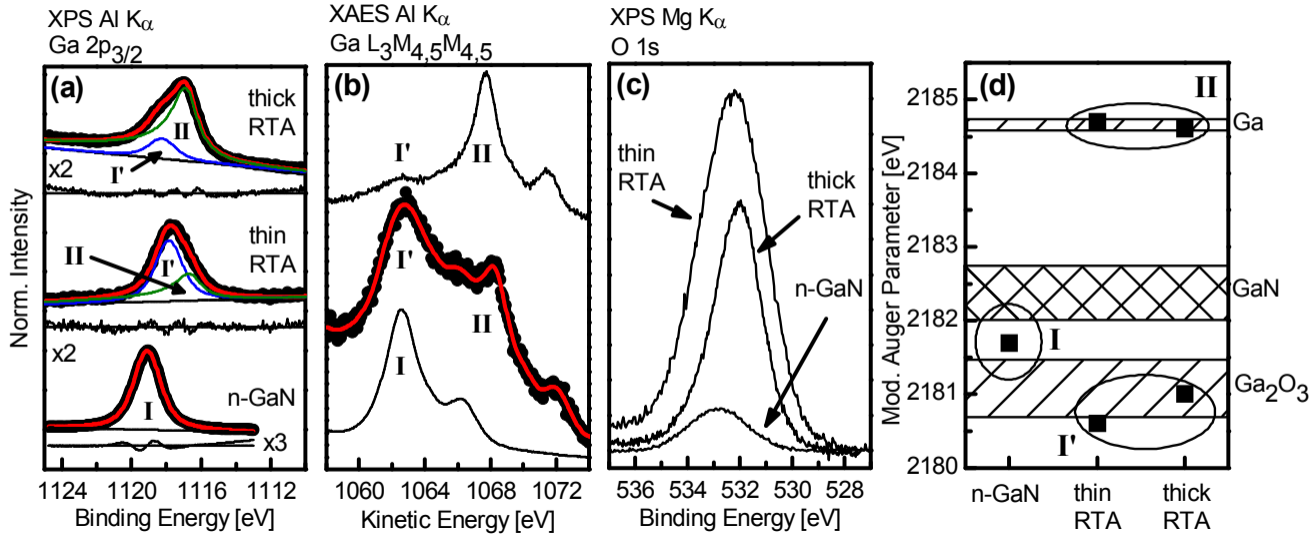 XPS Al Kα
Ga 2p3/2
(a)
thick
RTA
II
I'
x2
thin
RTA
II
I'
x2
n-GaN
I
x3
Norm. Intensity
1124 1120 1116 1112
Binding Energy [eV]
XAES Al Kα
Ga L3M4,5M4,5
(b)
I'
II
I'
II
I
1060 1064 1068 1072
Kinetic Energy [eV]
XPS Mg Kα
O 1s
(c)
thin
RTA
thick
RTA
n-GaN
536 534 532 530 528
Binding Energy [eV]
(d)
II
Mod. Auger Parameter [eV]
2185
2184
2183
2182
2181
2180
Ga
GaN
Ga2O3
I
I'
n-GaN thin thick
RTA RTA